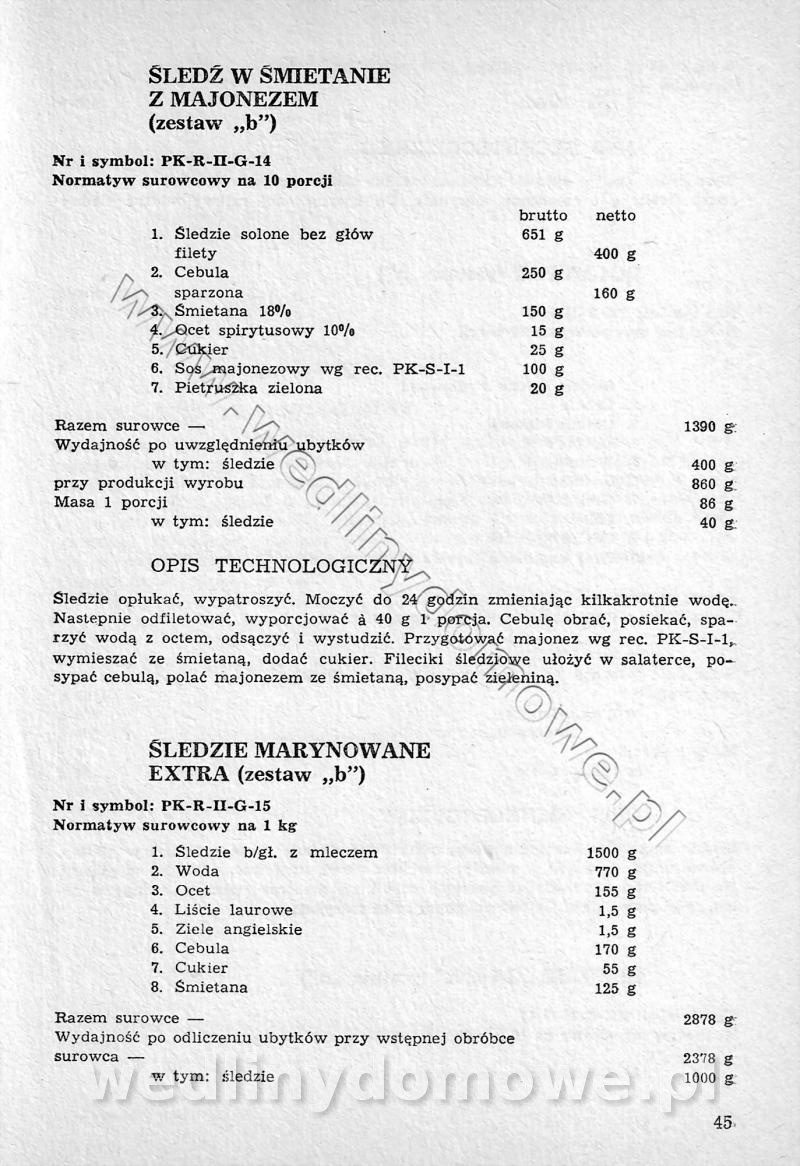 ŚLEDŹ W ŚMIETANIE
Z MAJONEZEM
(zestaw „b”)
Nr i symbol: PK-R-II-G-14
Normatyw surowcowy na 10 porcji
brutto netto
1. Śledzie solone bez głów 651 g
filety 400 g
2. Cebula 250 g
sparzona 160 g
3. Śmietana 18% 150 g
4. Ocet spirytusowy 10% 15 g
5. Cukier 25 g
6. Sos majonezowy wg rec. PK-S-I-1 100 g
7. Pietruszka zielona 20 g
Razem surowce — 1390 g
Wydajność po uwzględnieniu ubytków
w tym: śledzie 400 g
przy produkcji wyrobu 860 g
Masa 1 porcji 86 g
w tym: śledzie 40 g
OPIS TECHNOLOGICZNY
Śledzie opłukać, wypatroszyć. Moczyć do 24 godzin zmieniając kilkakrotnie wodę.
Nastepnie odfiletować, wyporcjować à 40 g 1 porcja. Cebulę obrać, posiekać, spa-
rzyć wodą z octem, odsączyć i wystudzić. Przygotować majonez wg rec. PK-S-I-1,
wymieszać ze śmietaną, dodać cukier. Fileciki śledziowe ułożyć w salaterce, po-
sypać cebulą, polać majonezem ze śmietaną, posypać zieleniną.
ŚLEDZIE MARYNOWANE
EXTRA (zestaw „b”)
Nr i symbol: PK-R-II-G-15
Normatyw surowcowy na 1 kg
1. Śledzie b/gł. z mleczem 1500 g
2. Woda 770 g
3. Ocet 155 g
4. Liście laurowe 1,5 g
5. Ziele angielskie 1,5 g
6. Cebula 170 g
7. Cukier 55 g
8. Śmietana 125 g
Razem surowce — 2878 g
Wydajność po odliczeniu ubytków przy wstępnej obróbce
surowca — 2378 g
w tym: śledzie 1000 g
45
www.wedlinydomowe.pl
wedlinydomowe.pl